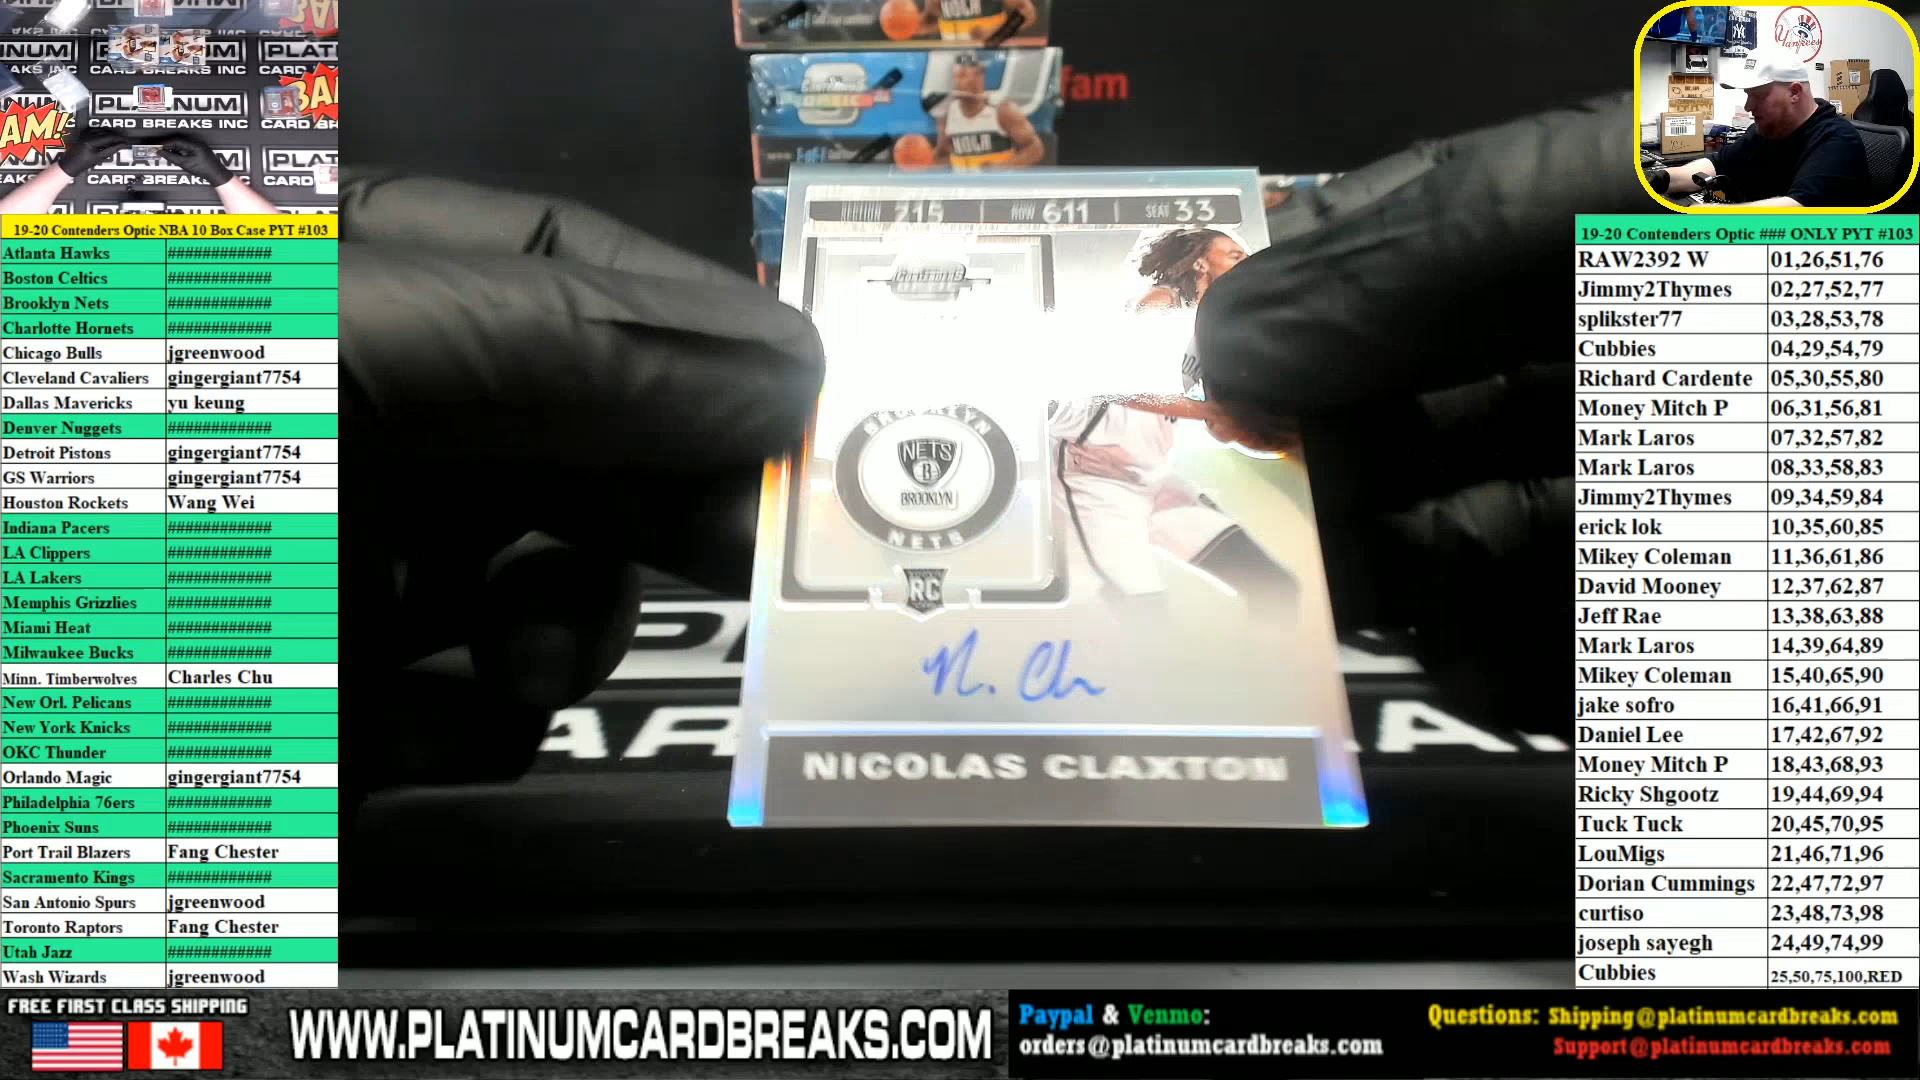 19-20 Contenders Optic NBA 10 Box Case PYT #103
Atlanta Hawks ############
Boston Celtics ############
Brooklyn Nets ############
Charlotte Hornets ############
Chicago Bulls jgreenwood
Cleveland Cavaliers gingergiant7754
Dallas Mavericks yu keung
Denver Nuggets ############
Detroit Pistons gingergiant7754
GS Warriors gingergiant7754
Houston Rockets Wang Wei
Indiana Pacers ############
LA Clippers ############
LA Lakers ############
Memphis Grizzlies ############
Miami Heat ############
Milwaukee Bucks ############
Minn. Timberwolves Charles Chu
New Orl. Pelicans ############
New York Knicks ############
OKC Thunder ############
Orlando Magic gingergiant7754
Philadelphia 76ers ############
Phoenix Suns ############
Port Trail Blazers Fang Chester
Sacramento Kings ############
San Antonio Spurs jgreenwood
Toronto Raptors Fang Chester
Utah Jazz ############
Wash Wizards jgreenwood
PLATINUM
CARD BREAKS INC
fam
SECTION 215 | ROW 611 | SEAT 33
BROOKLYN
NETS
BROOKLYN
NETS
RC
N. Cl
NICOLAS CLAXTON
Yankees
19-20 Contenders Optic ### ONLY PYT #103
RAW2392 W 01,26,51,76
Jimmy2Thymes 02,27,52,77
splikster77 03,28,53,78
Cubbies 04,29,54,79
Richard Cardente 05,30,55,80
Money Mitch P 06,31,56,81
Mark Laros 07,32,57,82
Mark Laros 08,33,58,83
Jimmy2Thymes 09,34,59,84
erick lok 10,35,60,85
Mikey Coleman 11,36,61,86
David Mooney 12,37,62,87
Jeff Rae 13,38,63,88
Mark Laros 14,39,64,89
Mikey Coleman 15,40,65,90
jake sofro 16,41,66,91
Daniel Lee 17,42,67,92
Money Mitch P 18,43,68,93
Ricky Shgootz 19,44,69,94
Tuck Tuck 20,45,70,95
LouMigs 21,46,71,96
Dorian Cummings 22,47,72,97
curtiso 23,48,73,98
joseph sayegh 24,49,74,99
Cubbies 25,50,75,100,RED
FREE FIRST CLASS SHIPPING
WWW.PLATINUMCARDBREAKS.COM
Paypal & Venmo:
orders@platinumcardbreaks.com
Questions: Shipping@platinumcardbreaks.com
Support@platinumcardbreaks.com